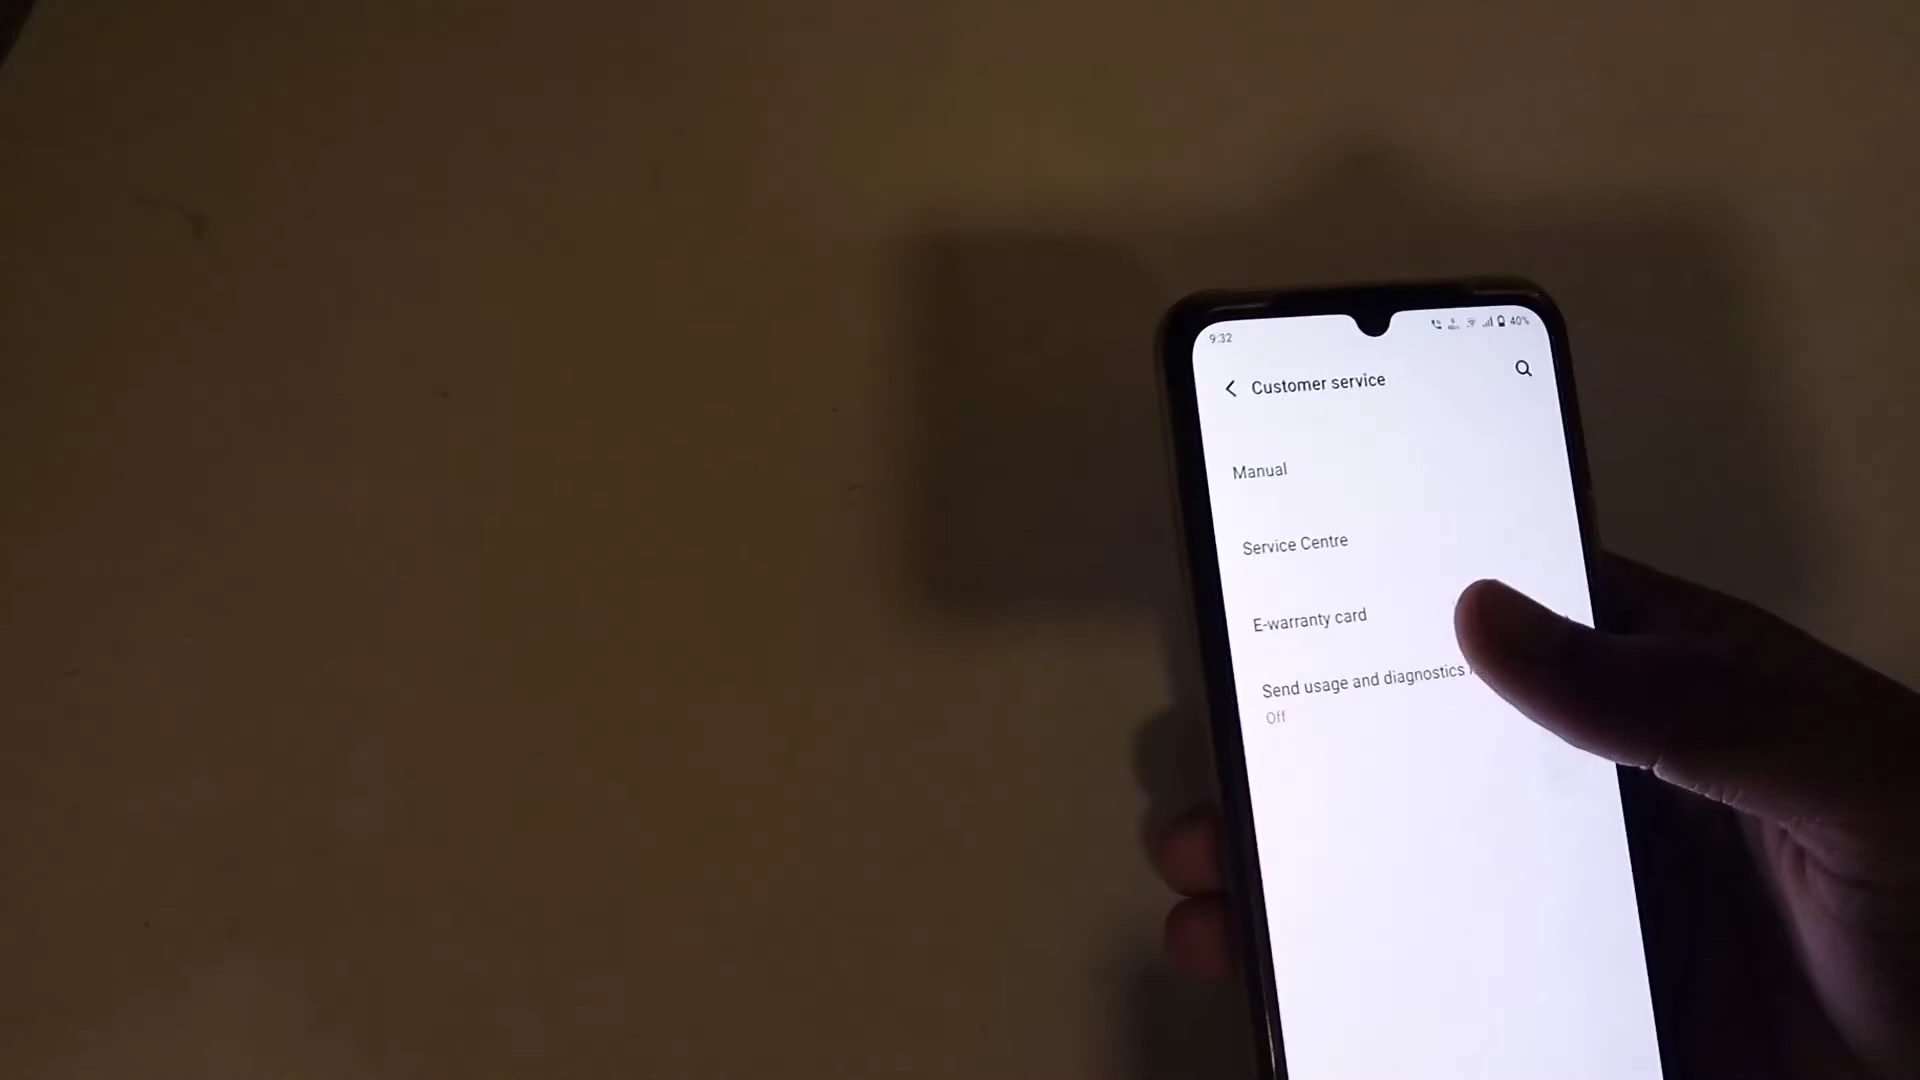 9:32
40%
Customer service
Manual
Service Centre
E-warranty card
Send usage and diagnostics
Off